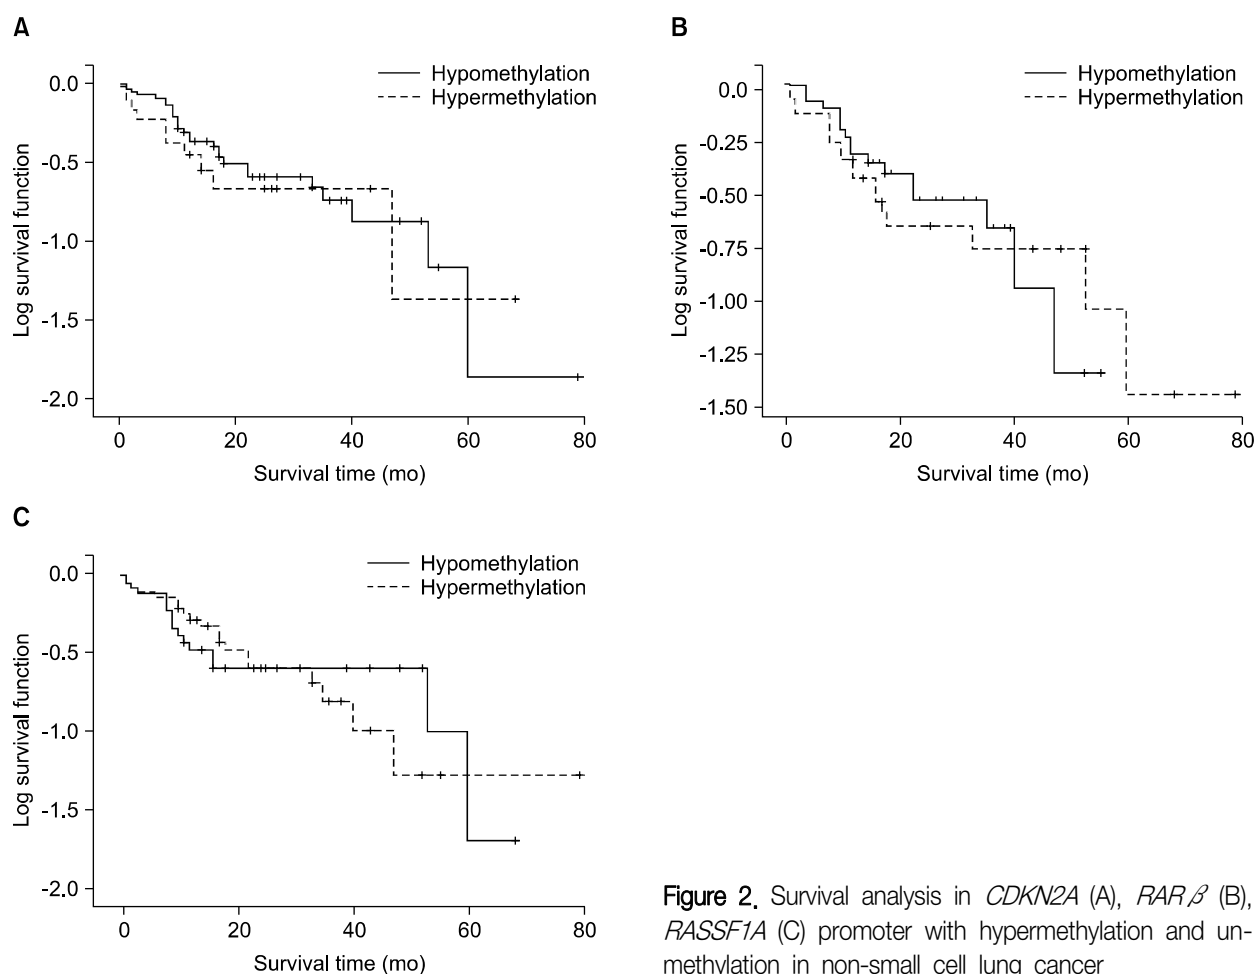 A
Hypomethylation
Hypermethylation
Log survival function
0.0
-0.5
-1.0
-1.5
-2.0
0 20 40 60 80
Survival time (mo)
B
Hypomethylation
Hypermethylation
Log survival function
0.0
-0.25
-0.50
-0.75
-1.00
-1.25
-1.50
0 20 40 60 80
Survival time (mo)
C
Hypomethylation
Hypermethylation
Log survival function
0.0
-0.5
-1.0
-1.5
-2.0
0 20 40 60 80
Survival time (mo)
Figure 2. Survival analysis in CDKN2A (A), RARβ (B),
RASSF1A (C) promoter with hypermethylation and un-
methylation in non-small cell lung cancer